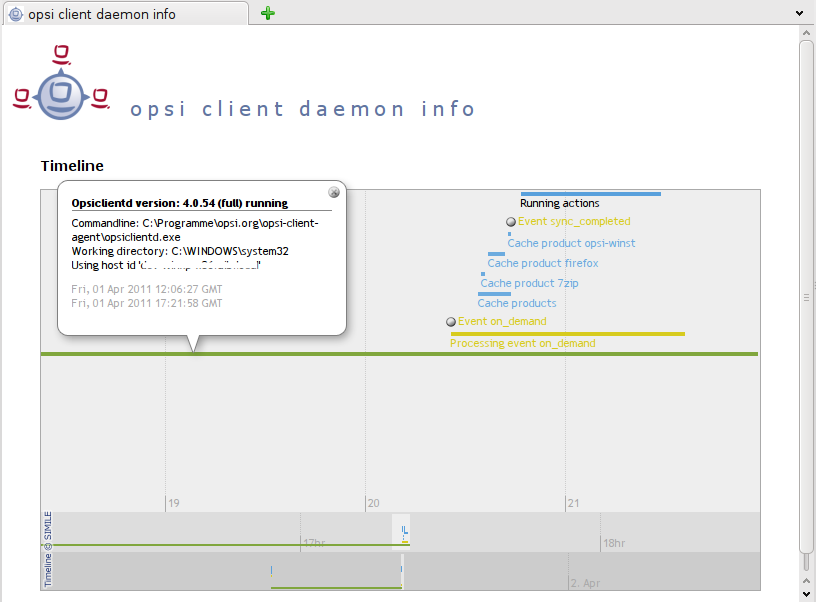 opsi client daemon info
opsi client daemon info
Timeline
Opsiclientd version: 4.0.54 (full) running
Commandline: C:\Programme\opsi.org\opsi-client-
agent\opsiclientd.exe
Working directory: C:\WINDOWS\system32
Using host id '
Fri, 01 Apr 2011 12:06:27 GMT
Fri, 01 Apr 2011 17:21:58 GMT
Running actions
Event sync_completed
Cache product opsi-winst
Cache product firefox
Cache product 7zip
Cache products
Event on_demand
Processing event on_demand
19
20
21
17hr
18hr
2. Apr
Timeline © SIMILE